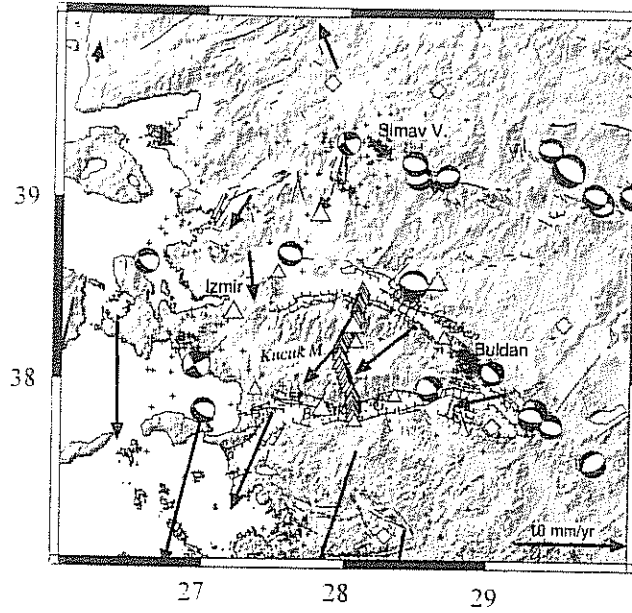 Simav V.
39
Izmir
Kucuk M
Buldan
38
10 mm/yr
27 28 29